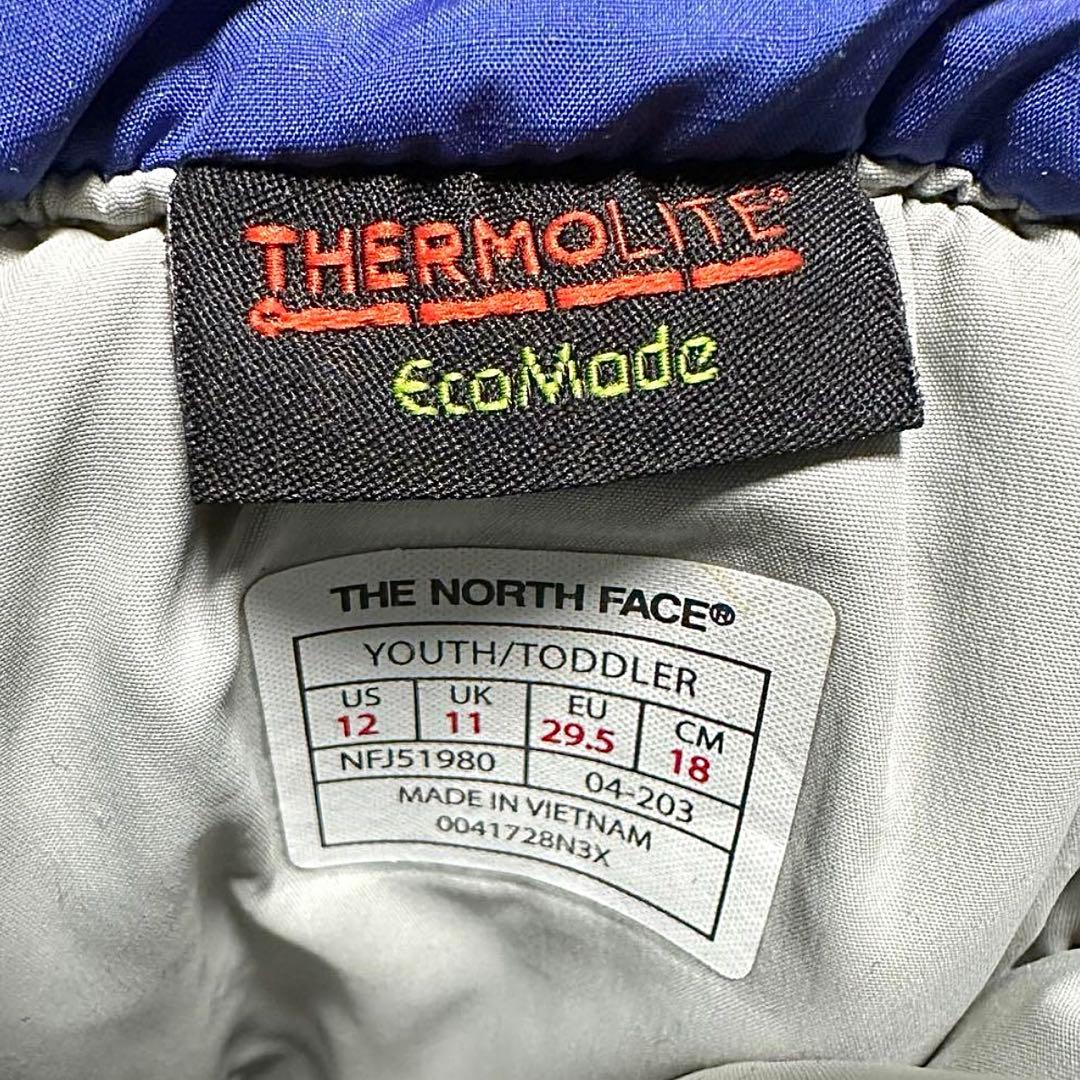 THERMOLITE®
EcoMade
THE NORTH FACE®
YOUTH/TODDLER
US UK EU CM
12 11 29.5 18
NFJ51980 04-203
MADE IN VIETNAM
0041728N3X